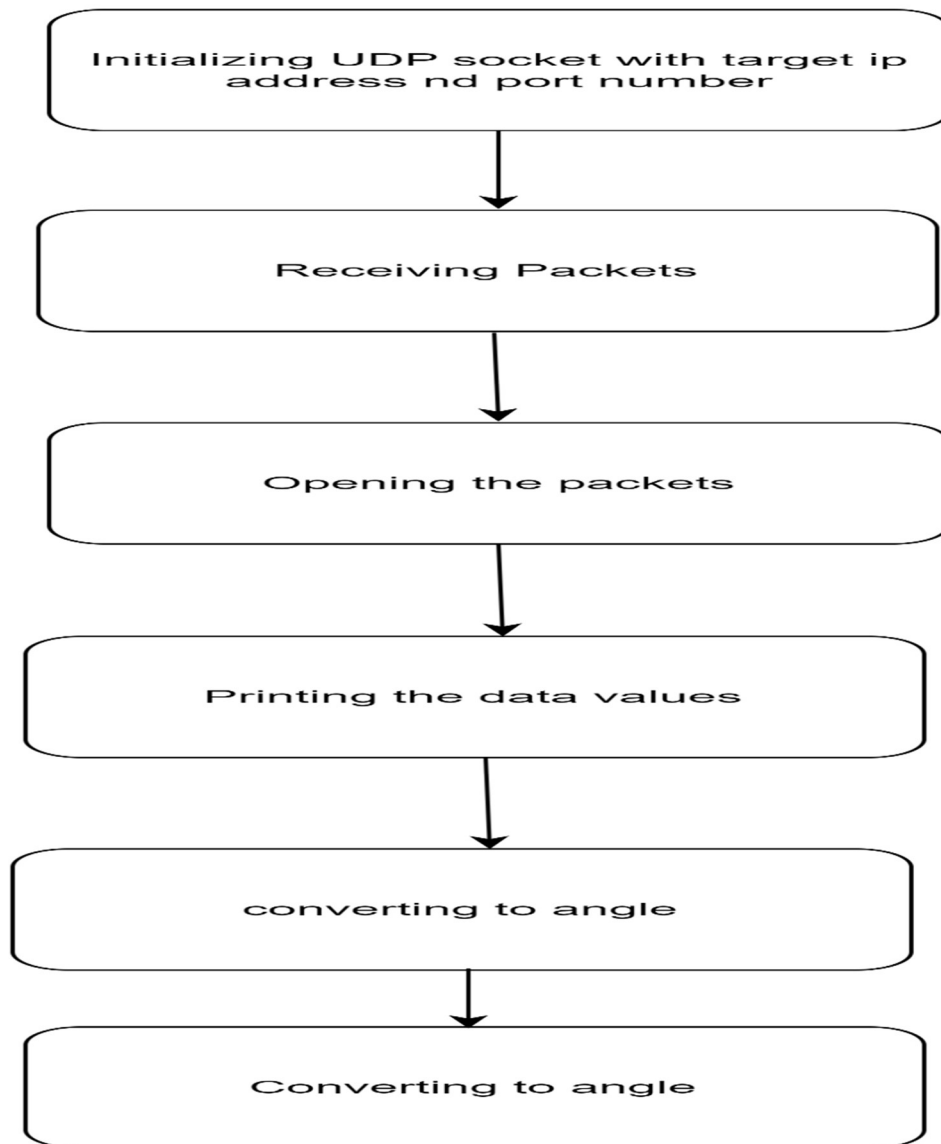 Initializing UDP socket with target ip
address nd port number
Receiving Packets
Opening the packets
Printing the data values
converting to angle
Converting to angle